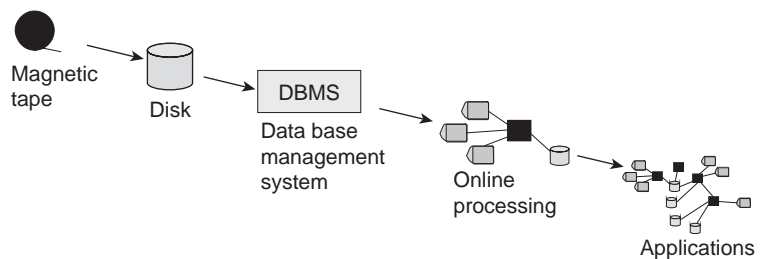 Magnetic
tape
Disk
DBMS
Data base
management
system
Online
processing
Applications